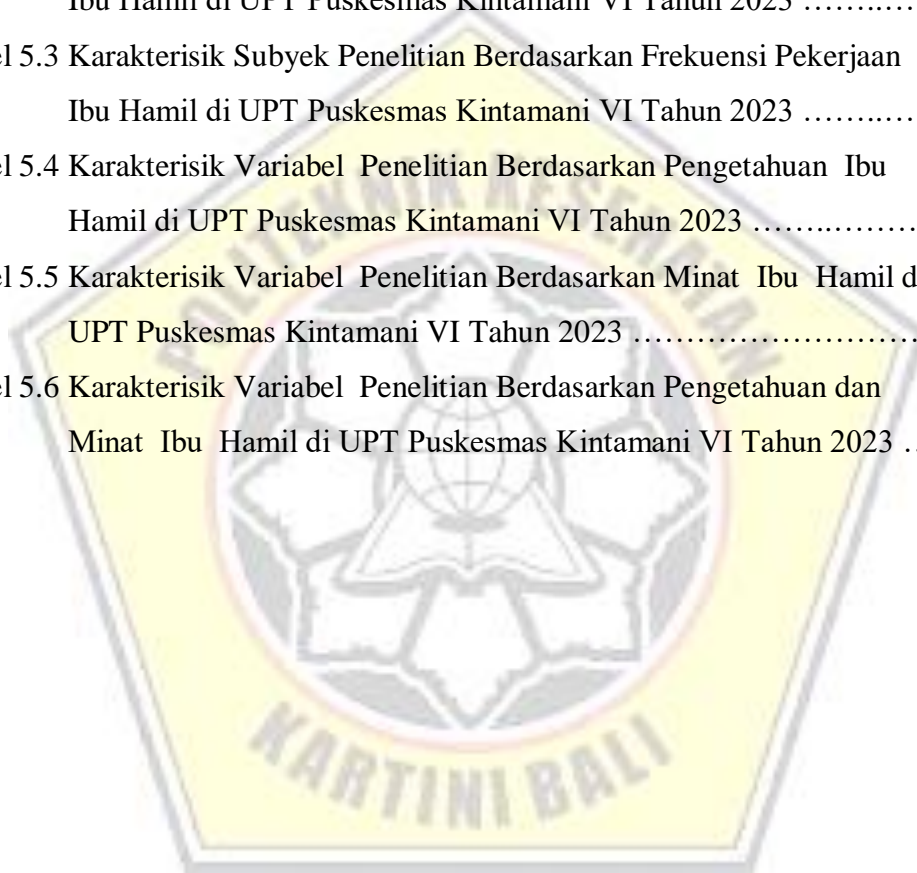 Ibu Hamil di UPT Puskesmas Kintamani VI Tahun 2023 ……..…
el 5.3 Karakterisik Subyek Penelitian Berdasarkan Frekuensi Pekerjaan
Ibu Hamil di UPT Puskesmas Kintamani VI Tahun 2023 ……..…
el 5.4 Karakterisik Variabel Penelitian Berdasarkan Pengetahuan Ibu
Hamil di UPT Puskesmas Kintamani VI Tahun 2023 ……..………
el 5.5 Karakterisik Variabel Penelitian Berdasarkan Minat Ibu Hamil d
UPT Puskesmas Kintamani VI Tahun 2023 ………………………
el 5.6 Karakterisik Variabel Penelitian Berdasarkan Pengetahuan dan
Minat Ibu Hamil di UPT Puskesmas Kintamani VI Tahun 2023 …
POLITEKNIK KESEHATAN
KARTINI BALI